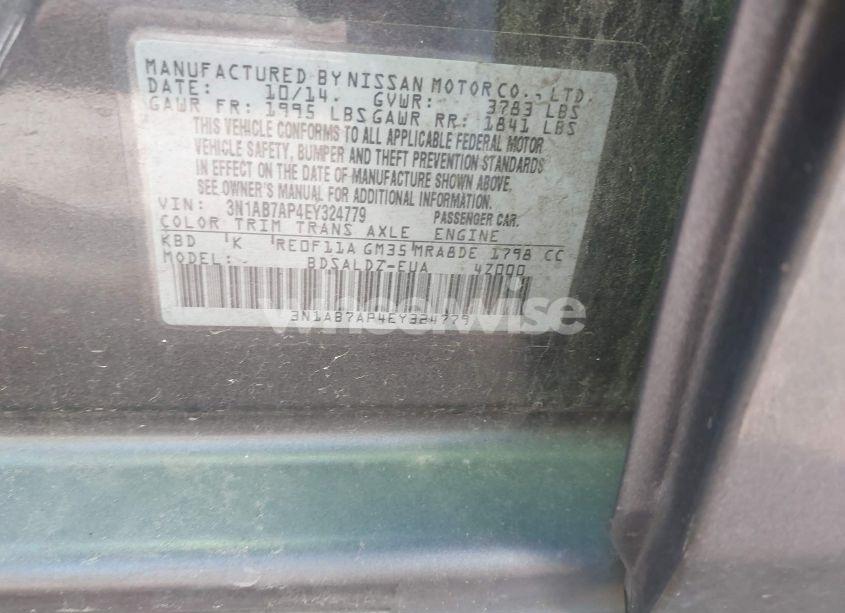 MANUFACTURED BY NISSAN MOTOR CO., LTD.
DATE: 10/14. GVWR: 3783 LBS
GAWR FR: 1995 LBS GAWR RR: 1841 LBS
THIS VEHICLE CONFORMS TO ALL APPLICABLE FEDERAL MOTOR
VEHICLE SAFETY, BUMPER AND THEFT PREVENTION STANDARDS
IN EFFECT ON THE DATE OF MANUFACTURE SHOWN ABOVE.
SEE OWNER'S MANUAL FOR ADDITIONAL INFORMATION.
VIN: 3N1AB7AP4EY324779 PASSENGER CAR.
COLOR TRIM TRANS AXLE ENGINE
KBD K RE0F11A GM35 MRA8DE 1798 CC
MODEL: BDSALDZ-EUA 4Z000
3N1AB7AP4EY324779
wheelwise